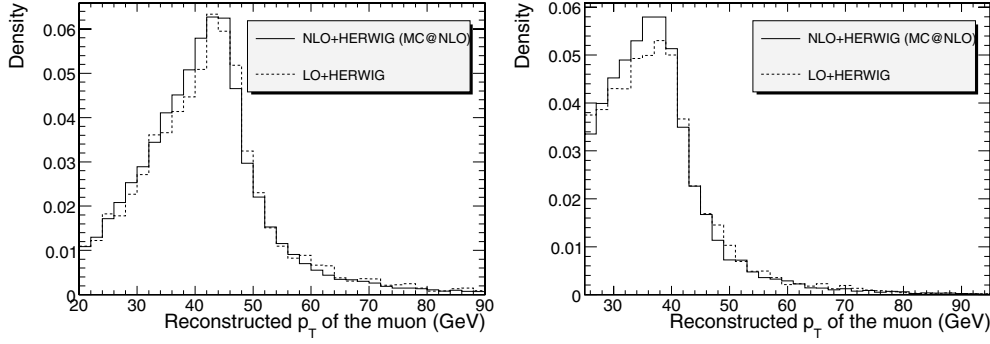 Density
0.06
0.05
0.04
0.03
0.02
0.01
0
20 30 40 50 60 70 80 90
Reconstructed p_T of the muon (GeV)
NLO+HERWIG (MC@NLO)
LO+HERWIG
Density
0.06
0.05
0.04
0.03
0.02
0.01
0.00
30 40 50 60 70 80 90
Reconstructed p_T of the muon (GeV)
NLO+HERWIG (MC@NLO)
LO+HERWIG